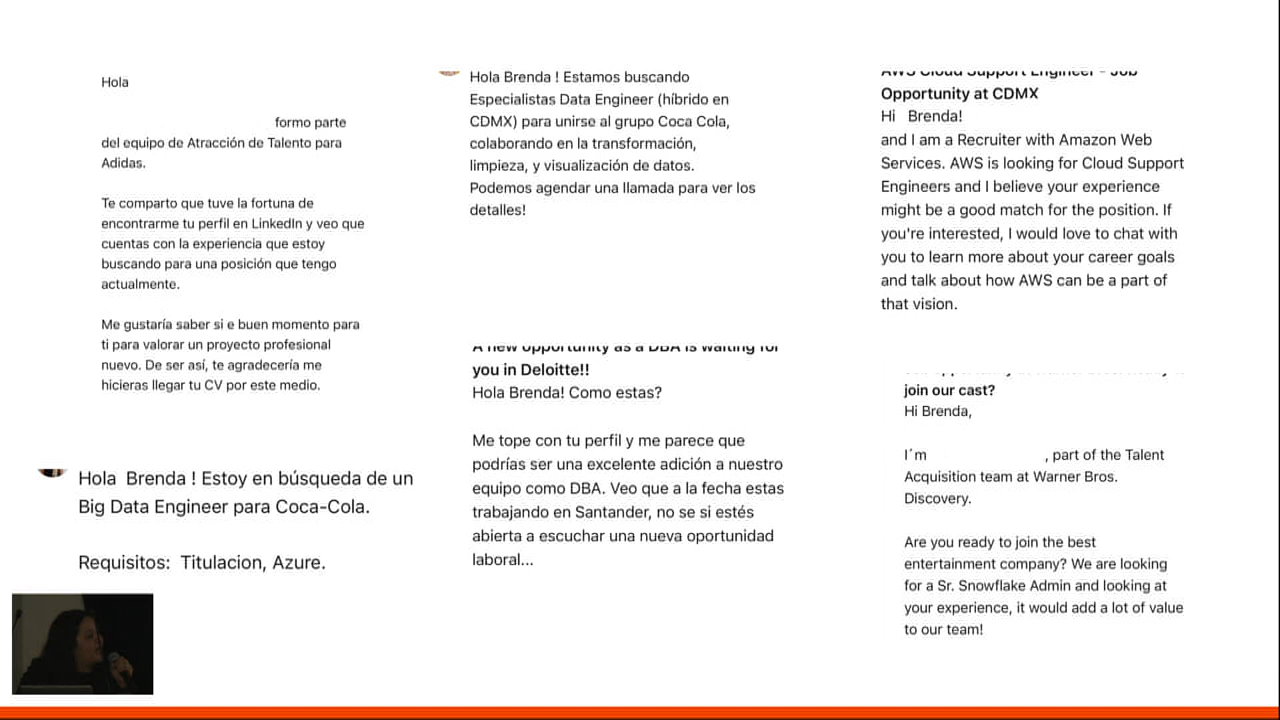 Hola
formo parte
del equipo de Atracción de Talento para
Adidas.
Te comparto que tuve la fortuna de
encontrarme tu perfil en LinkedIn y veo que
cuentas con la experiencia que estoy
buscando para una posición que tengo
actualmente.
Me gustaría saber si e buen momento para
ti para valorar un proyecto profesional
nuevo. De ser así, te agradecería me
hicieras llegar tu CV por este medio.
Hola Brenda ! Estoy en búsqueda de un
Big Data Engineer para Coca-Cola.
Requisitos: Titulacion, Azure.
Hola Brenda ! Estamos buscando
Especialistas Data Engineer (híbrido en
CDMX) para unirse al grupo Coca Cola,
colaborando en la transformación,
limpieza, y visualización de datos.
Podemos agendar una llamada para ver los
detalles!
A new opportunity as a DBA is waiting for
you in Deloitte!!
Hola Brenda! Como estas?
Me tope con tu perfil y me parece que
podrías ser una excelente adición a nuestro
equipo como DBA. Veo que a la fecha estas
trabajando en Santander, no se si estés
abierta a escuchar una nueva oportunidad
laboral...
AWS Cloud Support Engineer - Job
Opportunity at CDMX
Hi Brenda!
and I am a Recruiter with Amazon Web
Services. AWS is looking for Cloud Support
Engineers and I believe your experience
might be a good match for the position. If
you're interested, I would love to chat with
you to learn more about your career goals
and talk about how AWS can be a part of
that vision.
join our cast?
Hi Brenda,
I´m , part of the Talent
Acquisition team at Warner Bros.
Discovery.
Are you ready to join the best
entertainment company? We are looking
for a Sr. Snowflake Admin and looking at
your experience, it would add a lot of value
to our team!